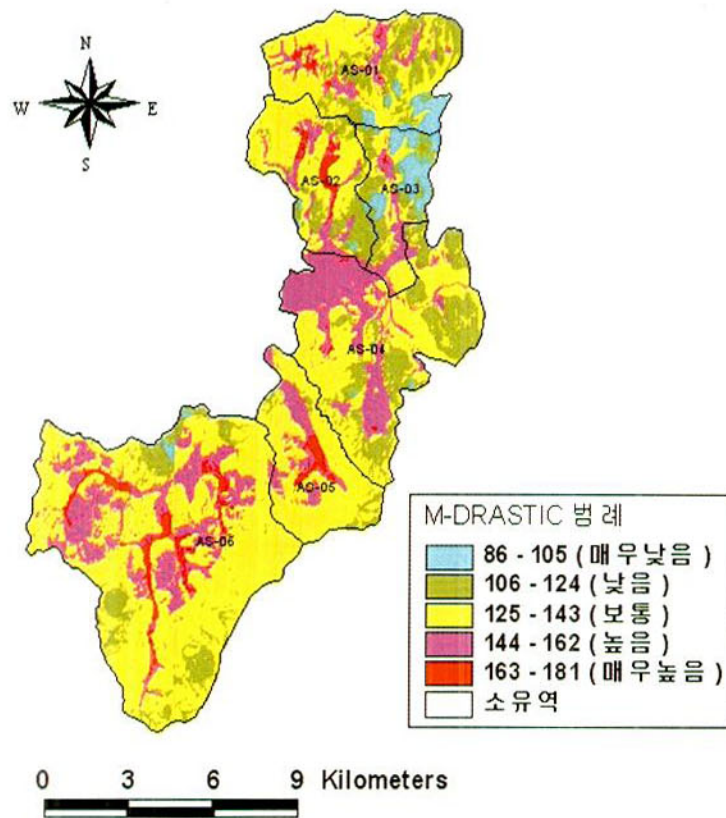 N
W E
S
AS-01
AS-02
AS-03
AS-04
AS-05
AS-06
M-DRASTIC 범례
86 - 105 ( 매우낮음 )
106 - 124 ( 낮음 )
125 - 143 ( 보통 )
144 - 162 ( 높음 )
163 - 181 ( 매우높음 )
소유역
0 3 6 9 Kilometers